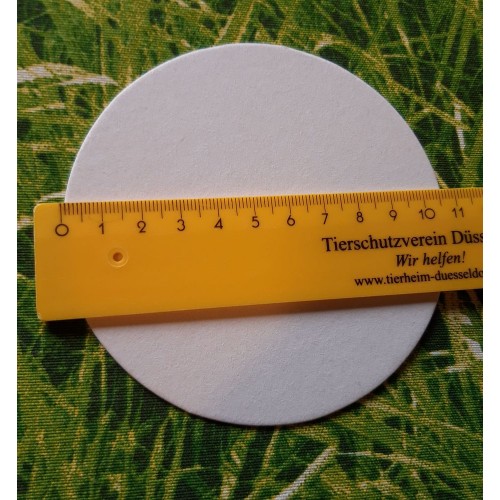 0 1 2 3 4 5 6 7 8 9 10 11
Tierschutzverein Düss
Wir helfen!
www.tierheim-duesseldo